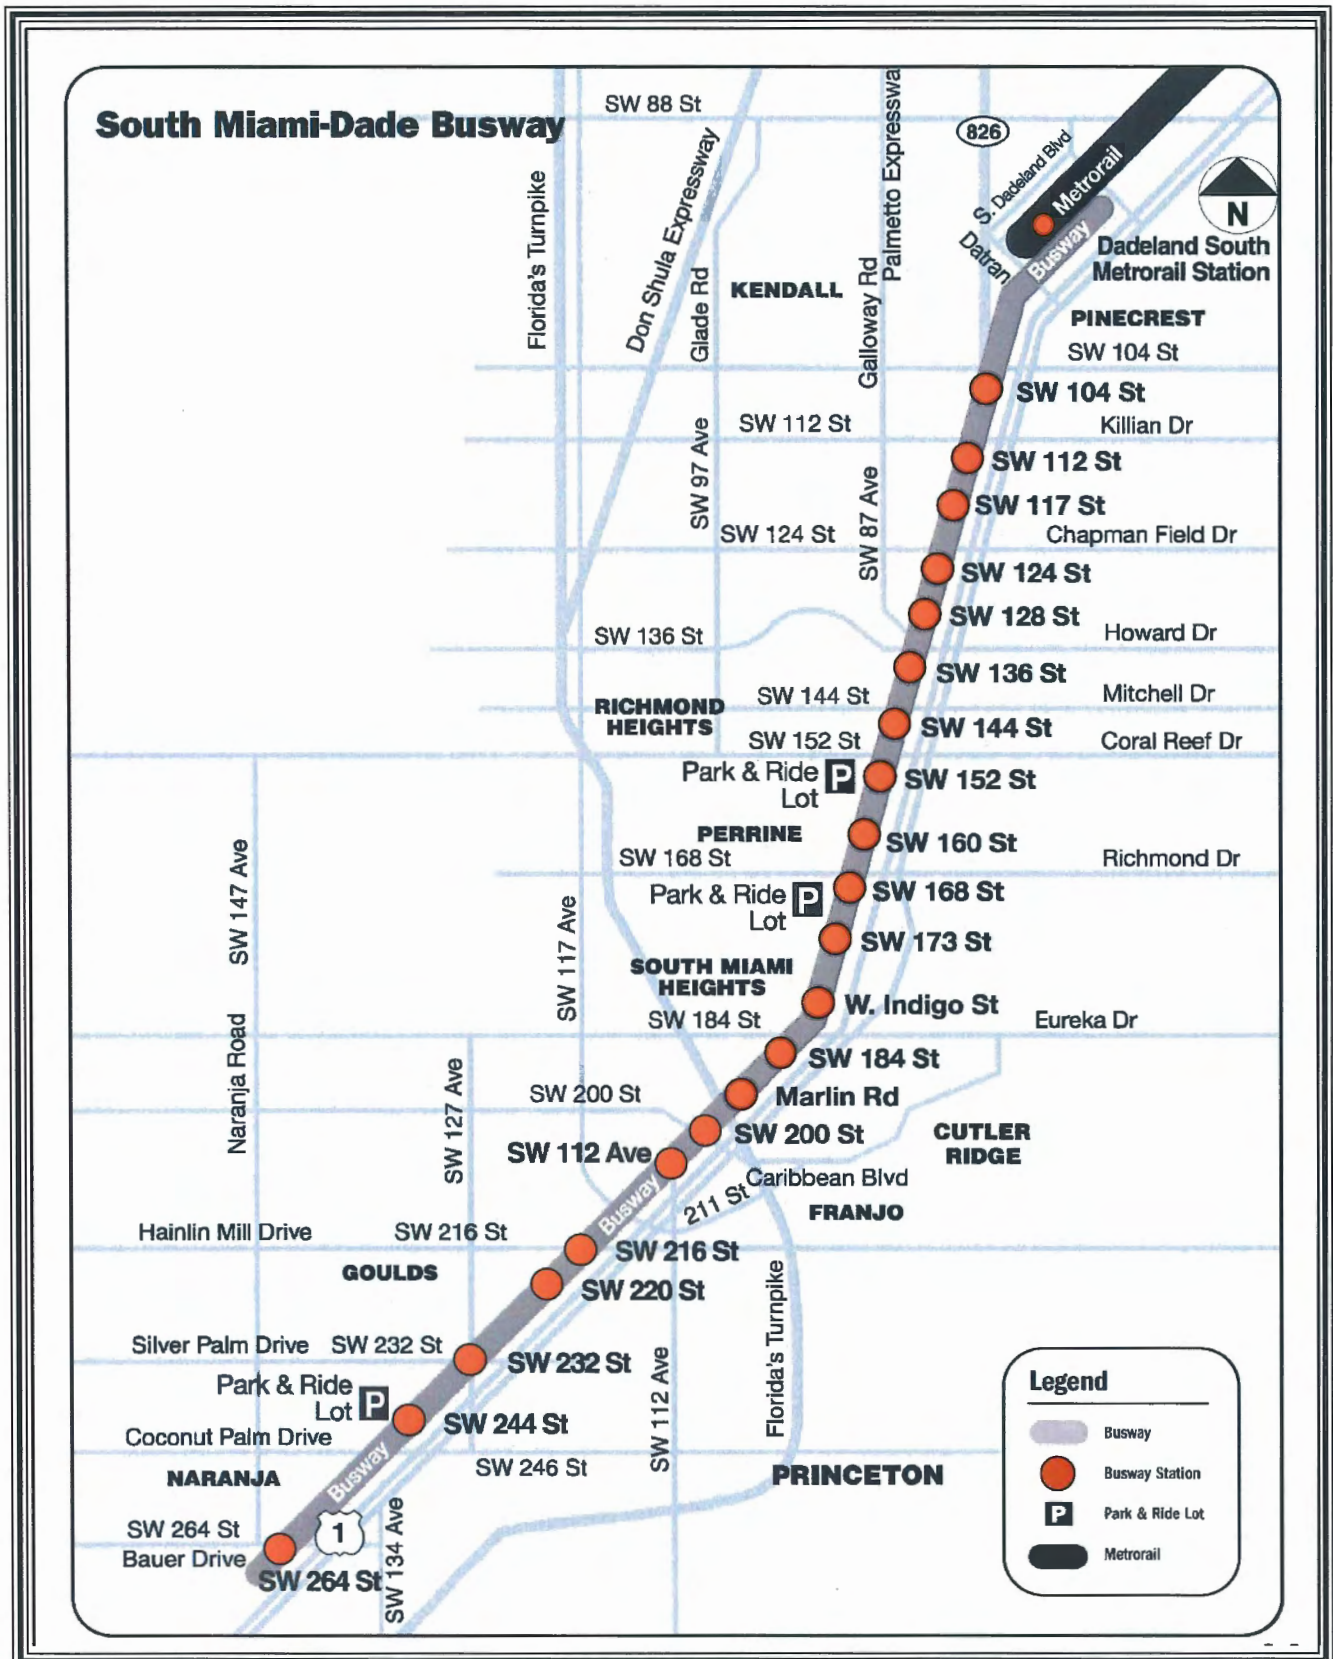 South Miami-Dade Busway
SW 88 St
826
S. Dadeland Blvd
Metrorail
N
Palmetto Expresswa
Florida's Turnpike
Don Shula Expressway
Datran
Busway
Dadeland South
Metrorail Station
Glade Rd
KENDALL
Galloway Rd
PINECREST
SW 104 St
SW 104 St
SW 97 Ave
SW 112 St
Killian Dr
SW 112 St
SW 87 Ave
SW 117 St
SW 124 St
Chapman Field Dr
SW 124 St
SW 128 St
SW 136 St
Howard Dr
SW 136 St
RICHMOND
HEIGHTS
SW 144 St
Mitchell Dr
SW 144 St
SW 152 St
Coral Reef Dr
Park & Ride
Lot
P
SW 152 St
PERRINE
SW 160 St
SW 168 St
Richmond Dr
SW 147 Ave
Park & Ride
Lot
P
SW 168 St
SW 117 Ave
SW 173 St
SOUTH MIAMI
HEIGHTS
W. Indigo St
SW 184 St
Eureka Dr
Naranja Road
SW 184 St
SW 127 Ave
SW 200 St
Marlin Rd
SW 200 St
CUTLER
RIDGE
SW 112 Ave
Busway
211 St
Caribbean Blvd
FRANJO
Hainlin Mill Drive
SW 216 St
SW 216 St
GOULDS
SW 220 St
Florida's Turnpike
Silver Palm Drive
SW 232 St
SW 232 St
SW 112 Ave
Park & Ride
Lot
P
SW 244 St
Coconut Palm Drive
Busway
SW 246 St
NARANJA
PRINCETON
SW 264 St
Bauer Drive
1
SW 264 St
SW 134 Ave
Legend
Busway
Busway Station
P
Park & Ride Lot
Metrorail